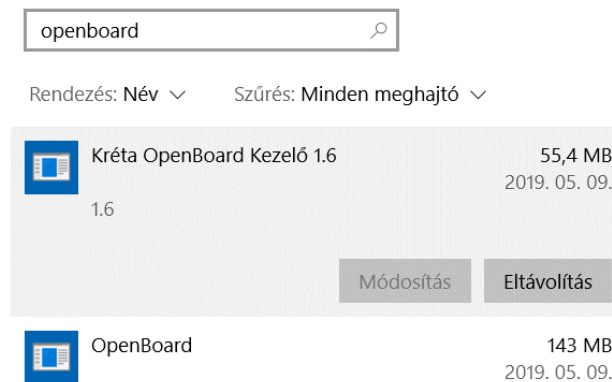 openboard
Rendezés: Név Szűrés: Minden meghajtó
Kréta OpenBoard Kezelő 1.6 55,4 MB
2019. 05. 09.
1.6
Módosítás Eltávolítás
OpenBoard 143 MB
2019. 05. 09.